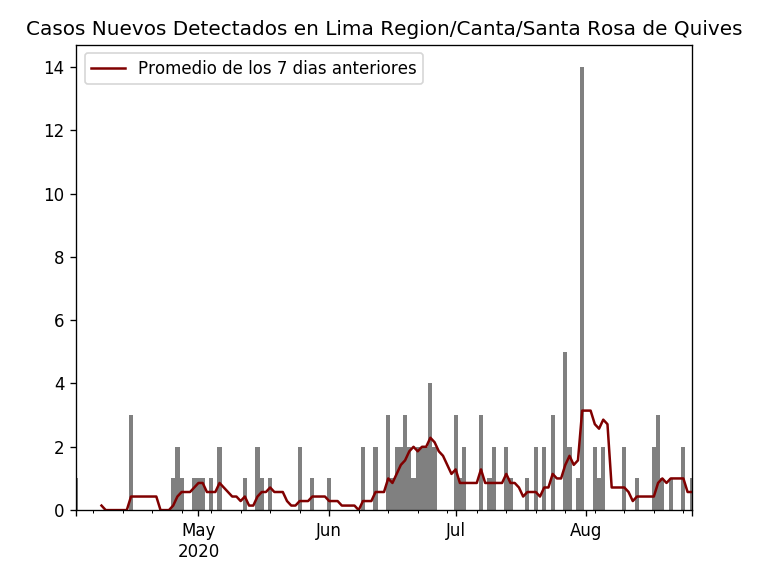 Casos Nuevos Detectados en Lima Region/Canta/Santa Rosa de Quives
Promedio de los 7 dias anteriores
14
12
10
8
6
4
2
0
May
2020
Jun
Jul
Aug